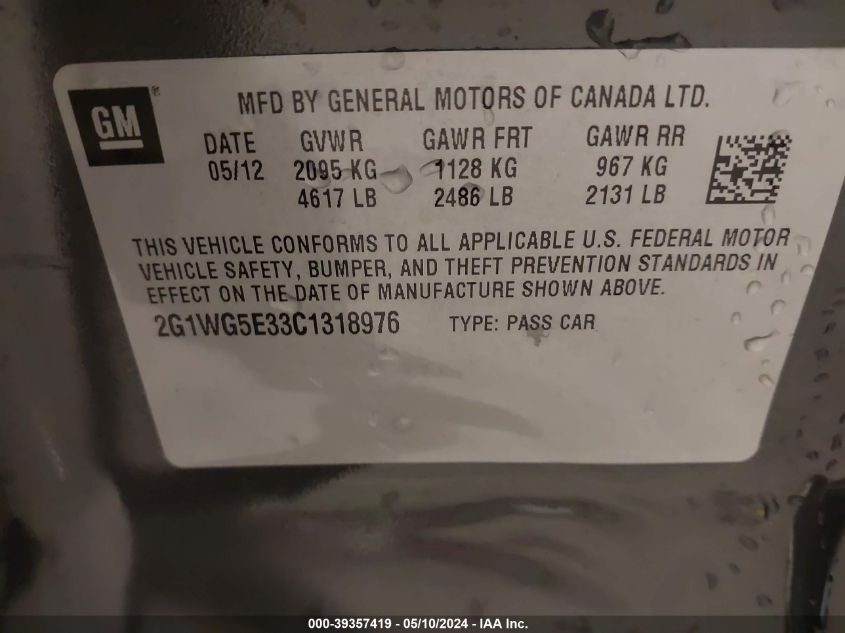 GM®
MFD BY GENERAL MOTORS OF CANADA LTD.
DATE GVWR GAWR FRT GAWR RR
05/12 2095 KG 1128 KG 967 KG
4617 LB 2486 LB 2131 LB
THIS VEHICLE CONFORMS TO ALL APPLICABLE U.S. FEDERAL MOTOR
VEHICLE SAFETY, BUMPER, AND THEFT PREVENTION STANDARDS IN
EFFECT ON THE DATE OF MANUFACTURE SHOWN ABOVE.
2G1WG5E33C1318976 TYPE: PASS CAR
000-39357419 - 05/10/2024 - IAA Inc.